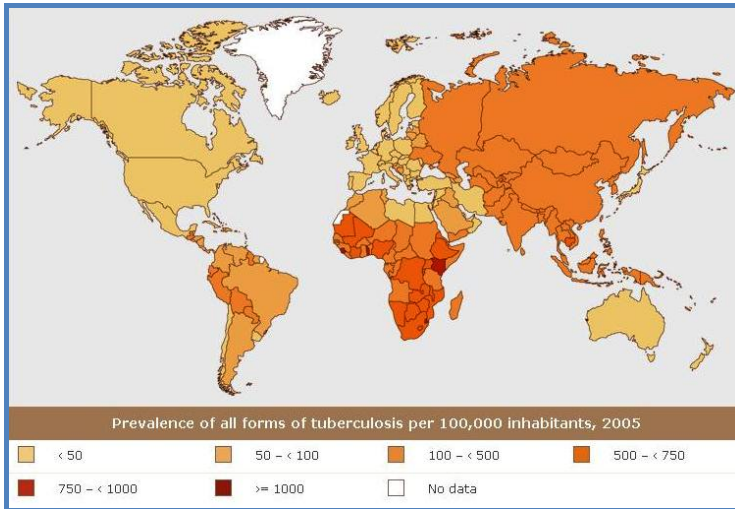 Prevalence of all forms of tuberculosis per 100,000 inhabitants, 2005
< 50 50 – < 100 100 – < 500 500 – < 750
750 – < 1000 >= 1000 No data